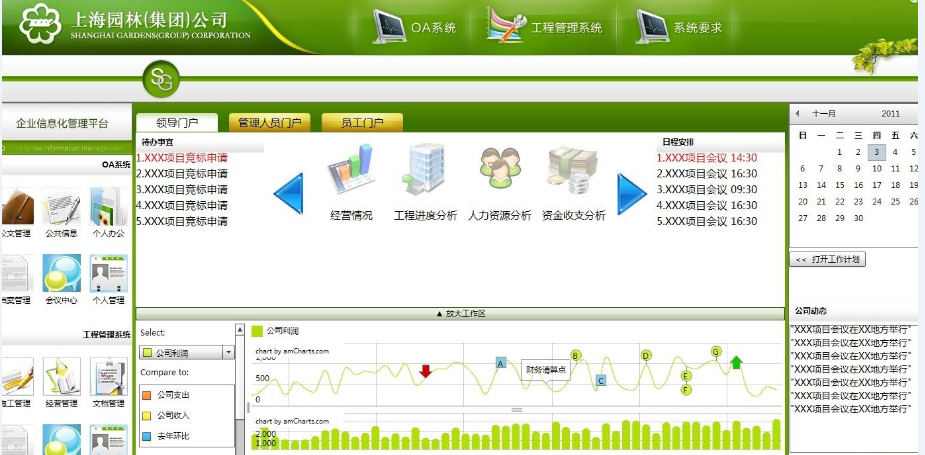 上海园林(集团)公司
SHANGHAI GARDENS(GROUP) CORPORATION
OA系统
工程管理系统
系统要求
SG
企业信息化管理平台
Enterprise information management
OA系统
公文管理
公共信息
个人办公
档案管理
会议中心
个人管理
工程管理系统
施工管理
经营管理
文档管理
领导门户
管理人员门户
员工门户
待办事宜
1.XXX项目竞标申请
2.XXX项目竞标申请
3.XXX项目竞标申请
4.XXX项目竞标申请
5.XXX项目竞标申请
经营情况
工程进度分析
人力资源分析
资金收支分析
日程安排
1.XXX项目会议 14:30
2.XXX项目会议 16:30
3.XXX项目会议 09:30
4.XXX项目会议 16:30
5.XXX项目会议 16:30
▲ 放大工作区
Select:
公司利润
Compare to:
公司支出
公司收入
去年环比
公司利润
chart by amCharts.com
1,000
500
0
A
财务清算点
B
C
D
E
F
G
chart by amCharts.com
2,000
1,000
十一月 2011
日 一 二 三 四 五 六
1 2 3 4 5
6 7 8 9 10 11 12
13 14 15 16 17 18 19
20 21 22 23 24 25 26
27 28 29 30
<< 打开工作计划
公司动态
"XXX项目会议在XX地方举行"
"XXX项目会议在XX地方举行"
"XXX项目会议在XX地方举行"
"XXX项目会议在XX地方举行"
"XXX项目会议在XX地方举行"
"XXX项目会议在XX地方举行"
"XXX项目会议在XX地方举行"